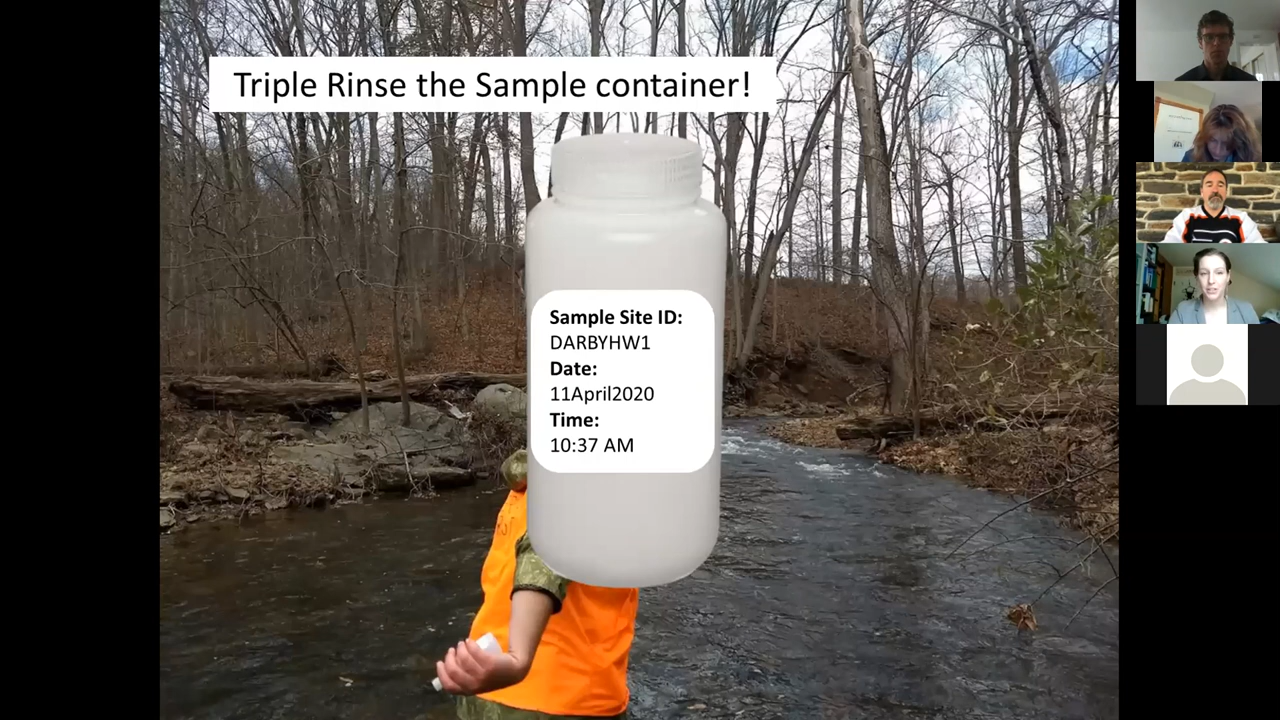 Triple Rinse the Sample container!
Sample Site ID:
DARBYHW1
Date:
11April2020
Time:
10:37 AM